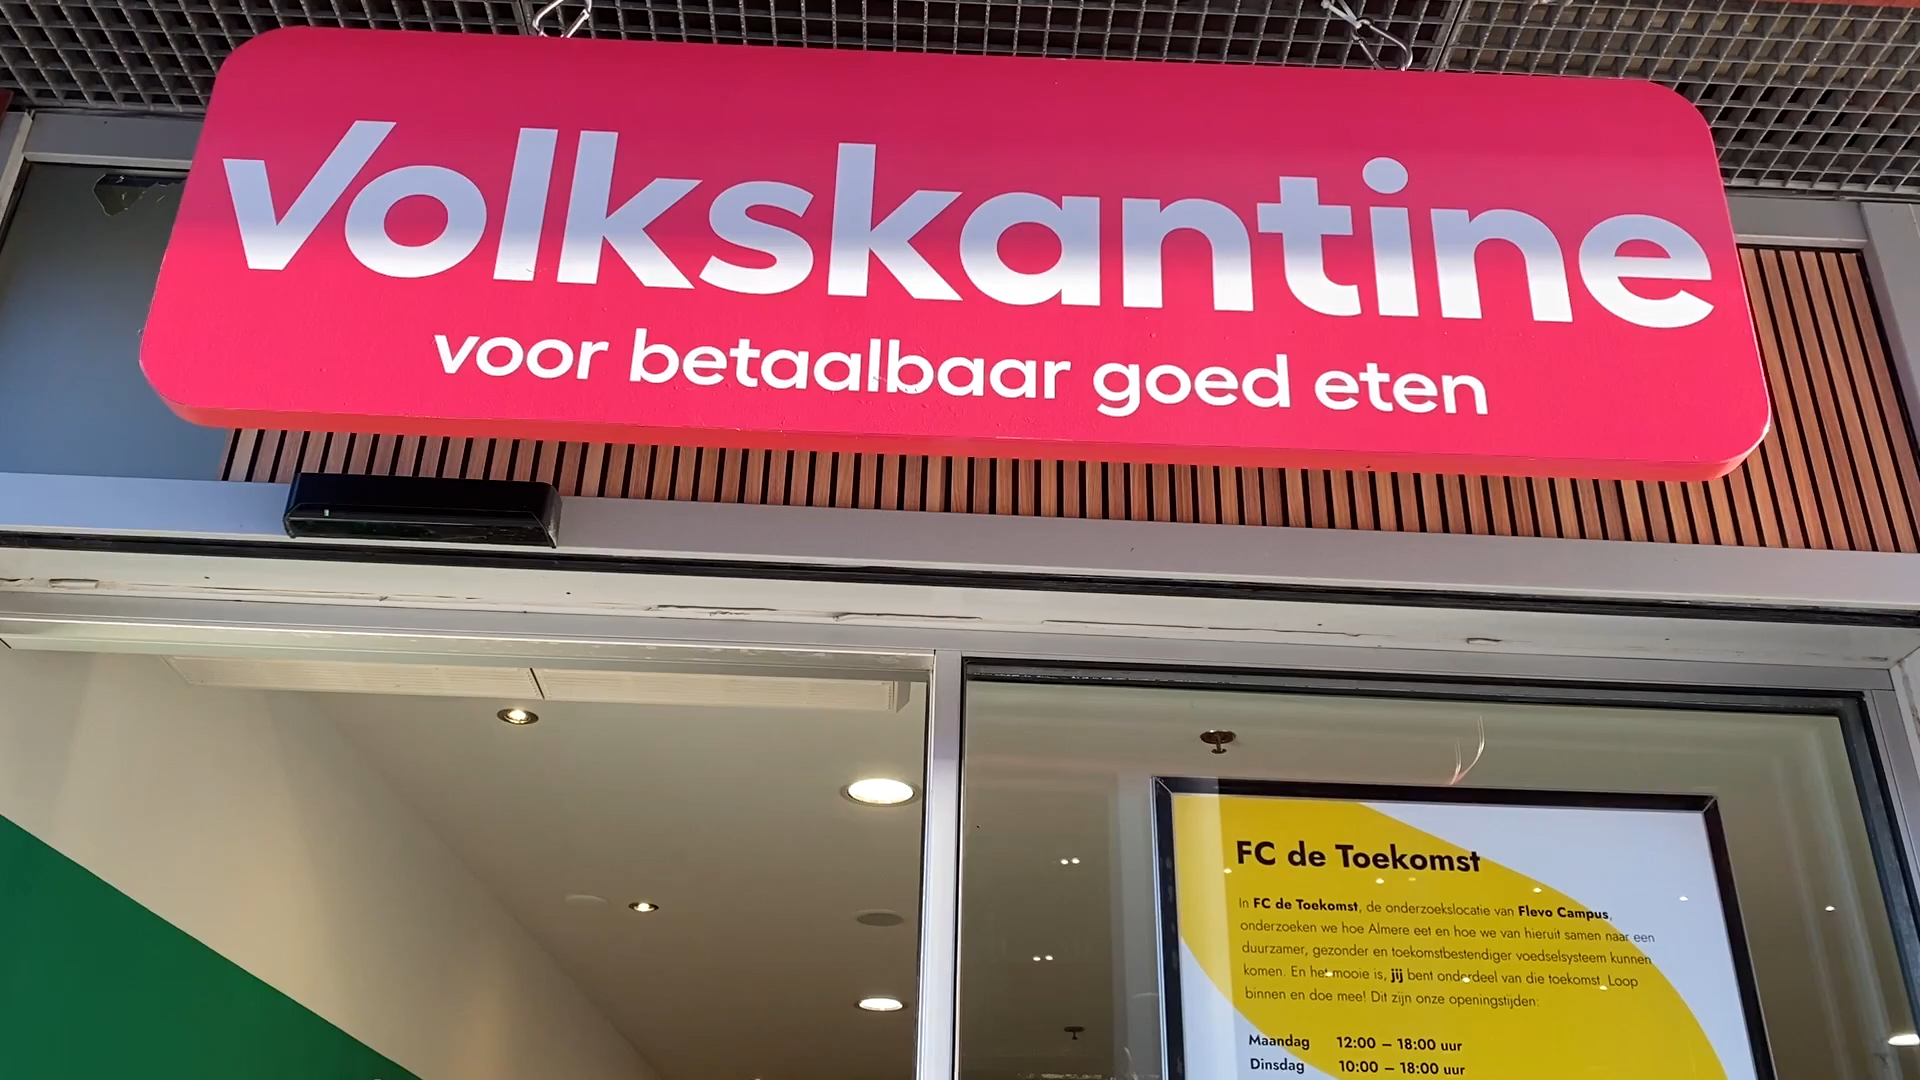 Volkskantine
voor betaalbaar goed eten
FC de Toekomst
In FC de Toekomst, de onderzoekslocatie van Flevo Campus,
onderzoeken we hoe Almere eet en hoe we van hieruit samen naar een
duurzamer, gezonder en toekomstbestendiger voedselsysteem kunnen
komen. En het mooie is, jij bent onderdeel van die toekomst. Loop
binnen en doe mee! Dit zijn onze openingstijden:
Maandag 12:00 – 18:00 uur
Dinsdag 10:00 – 18:00 uur